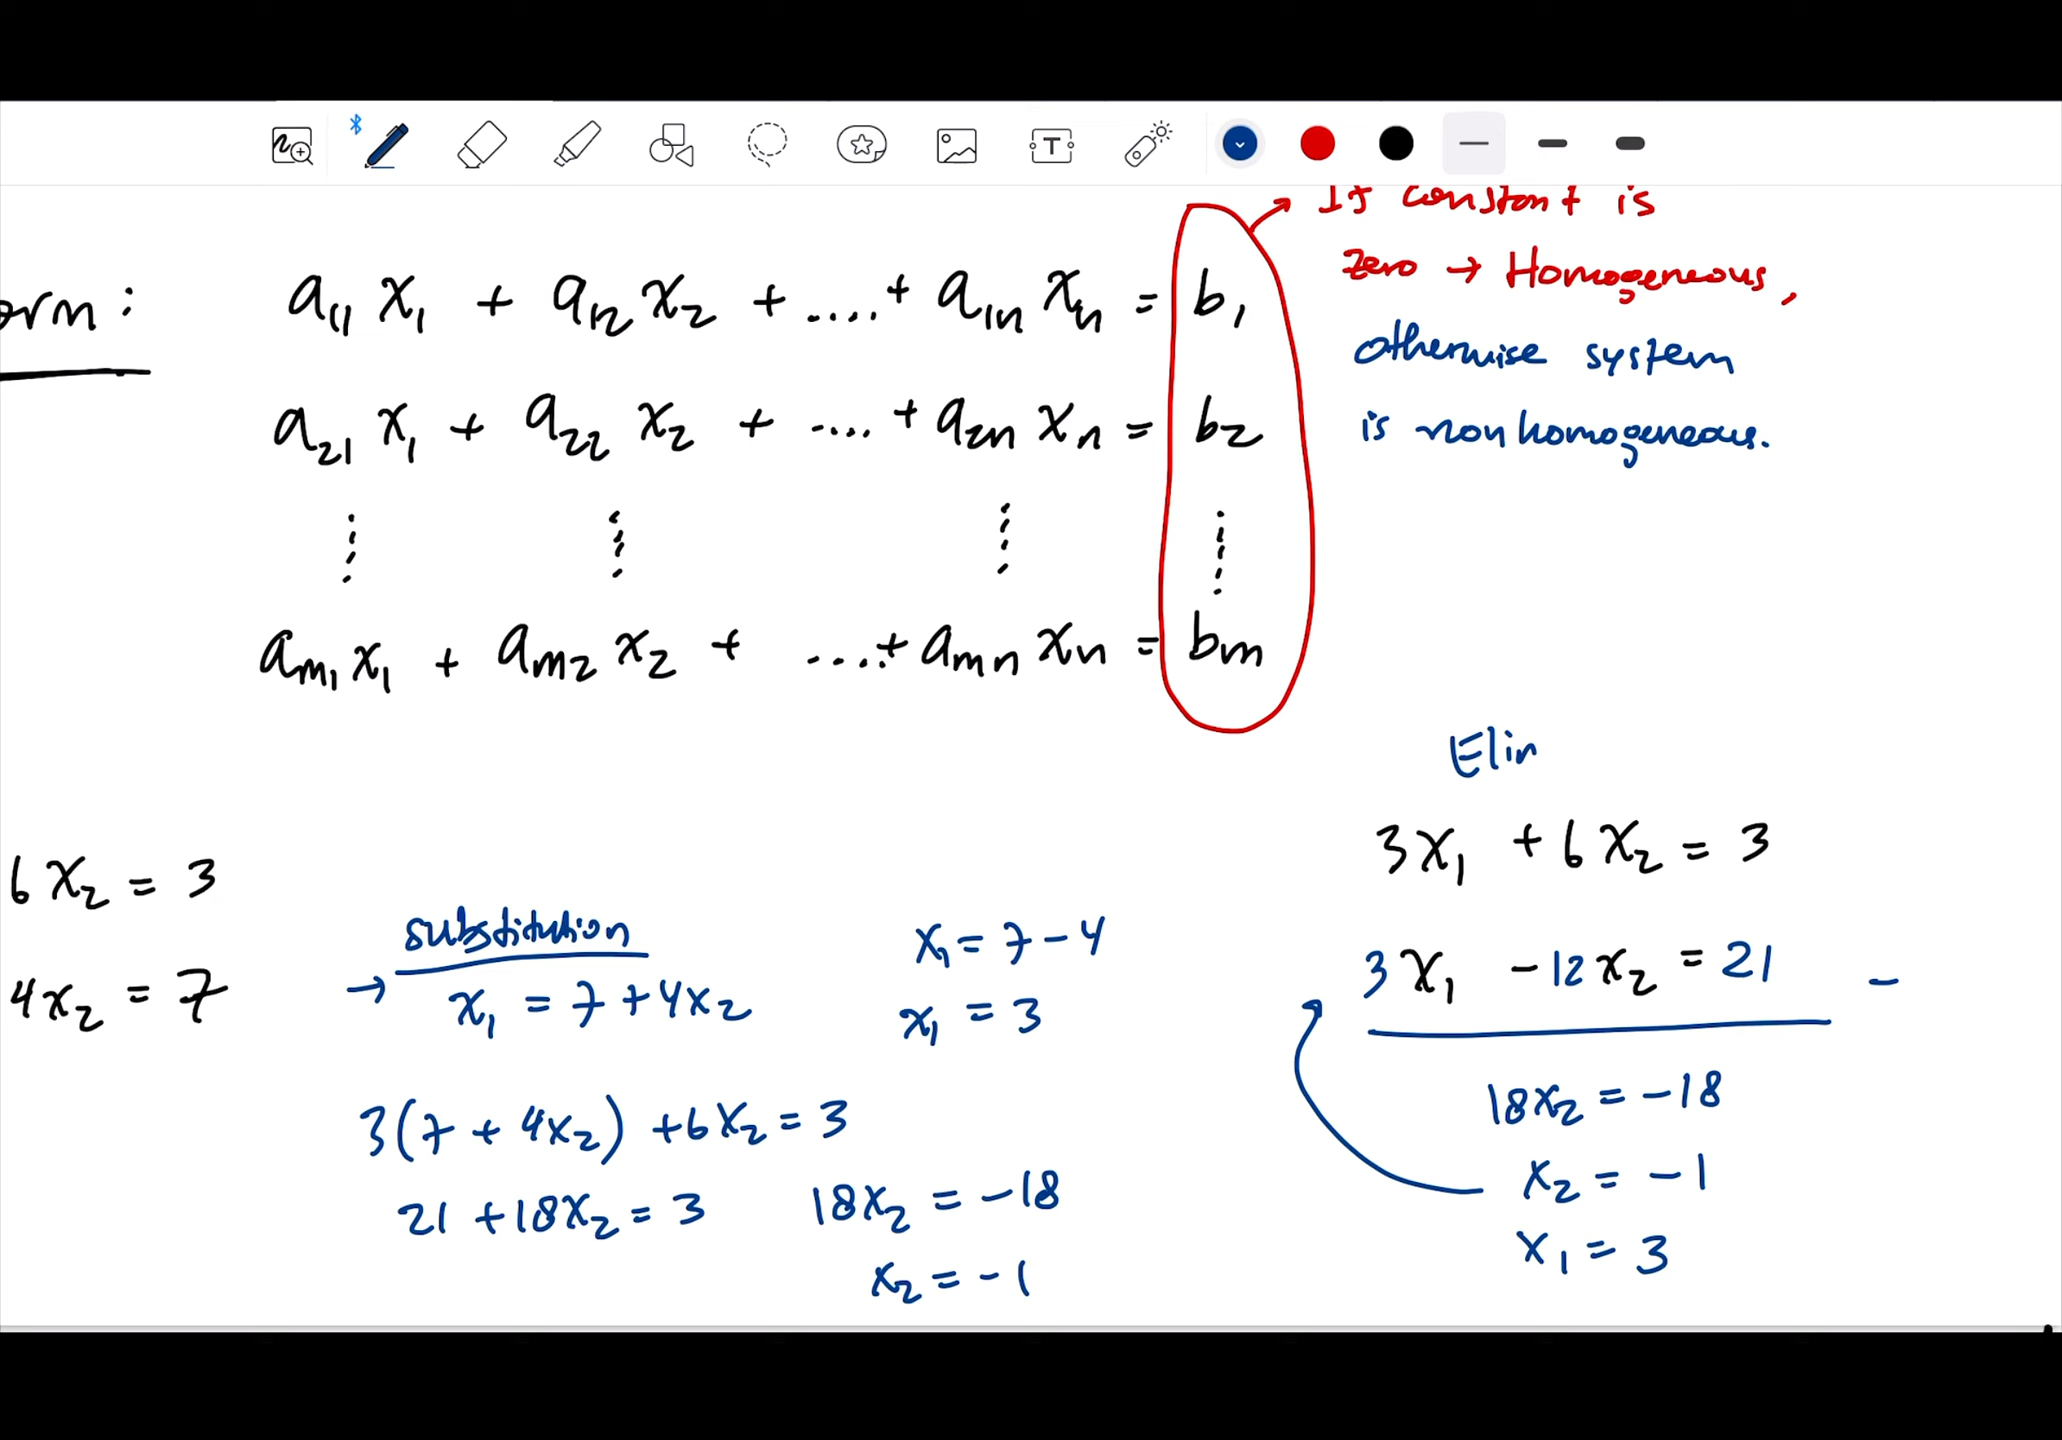 If constant is
zero → Homogeneous,
otherwise system
is nonhomogeneous.
orm:
a₁₁ x₁ + a₁₂ x₂ + ....+ a₁ₙ xₙ = b₁
a₂₁ x₁ + a₂₂ x₂ + ....+ a₂ₙ xₙ = b₂
aₘ₁ x₁ + aₘ₂ x₂ + ....+ aₘₙ xₙ = bₘ
6x₂ = 3
4x₂ = 7
substitution
→ x₁ = 7 + 4x₂
3(7 + 4x₂) + 6x₂ = 3
21 + 18x₂ = 3
18x₂ = -18
x₂ = -1
x₁ = 7 - 4
x₁ = 3
Elin
3x₁ + 6x₂ = 3
3x₁ - 12x₂ = 21 -
18x₂ = -18
x₂ = -1
x₁ = 3